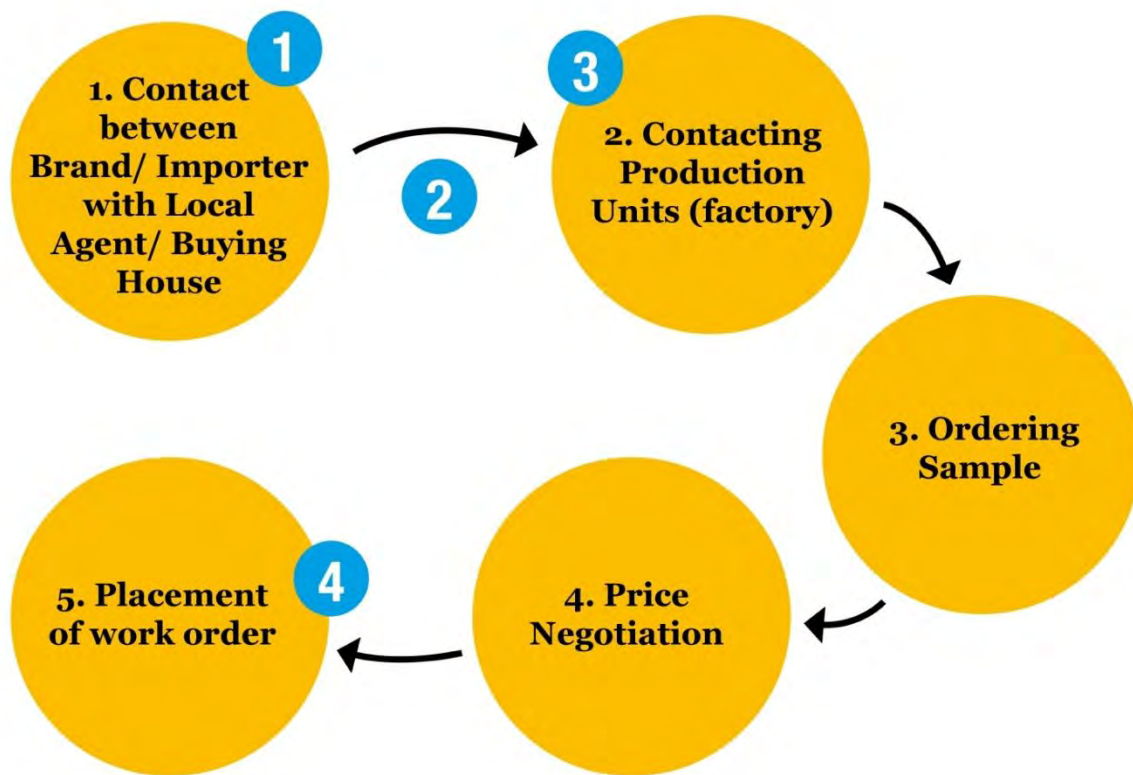 1
1. Contact
between
Brand/ Importer
with Local
Agent/ Buying
House
2
3
2. Contacting
Production
Units (factory)
3. Ordering
Sample
4. Price
Negotiation
4
5. Placement
of work order